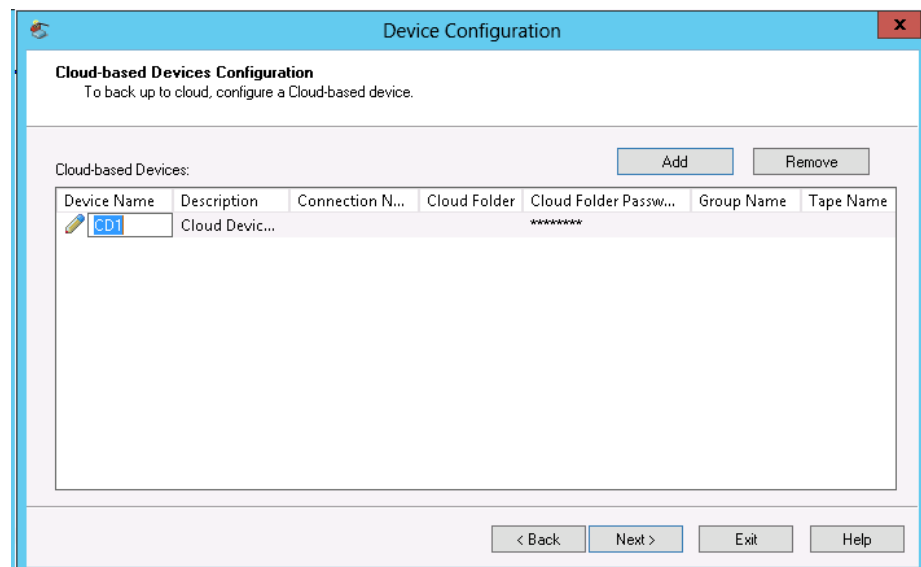 Device Configuration
x
Cloud-based Devices Configuration
To back up to cloud, configure a Cloud-based device.
Add Remove
Cloud-based Devices:
Device Name Description Connection N... Cloud Folder Cloud Folder Passw... Group Name Tape Name
CD1 Cloud Devic... ********
< Back Next > Exit Help